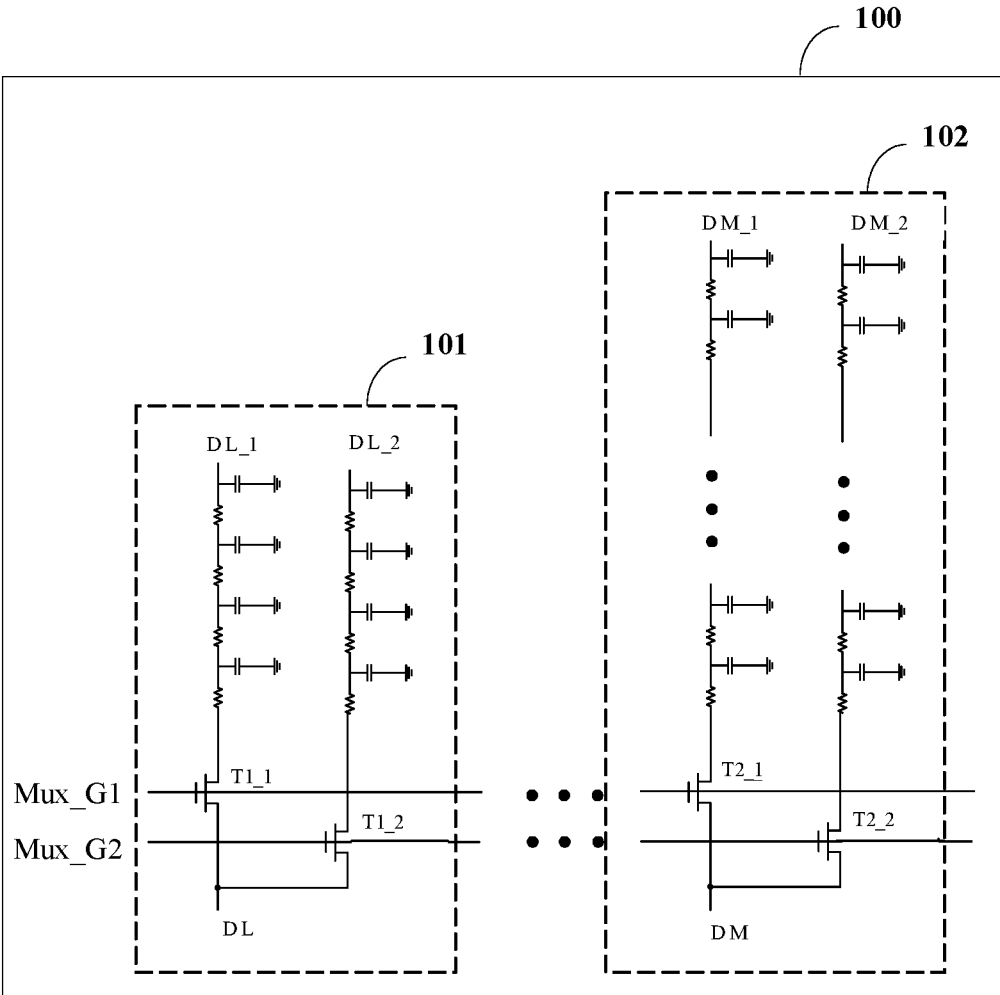 100
102
DM_1 DM_2
101
DL_1 DL_2
Mux_G1 T1_1 T2_1
Mux_G2 T1_2 T2_2
DL DM